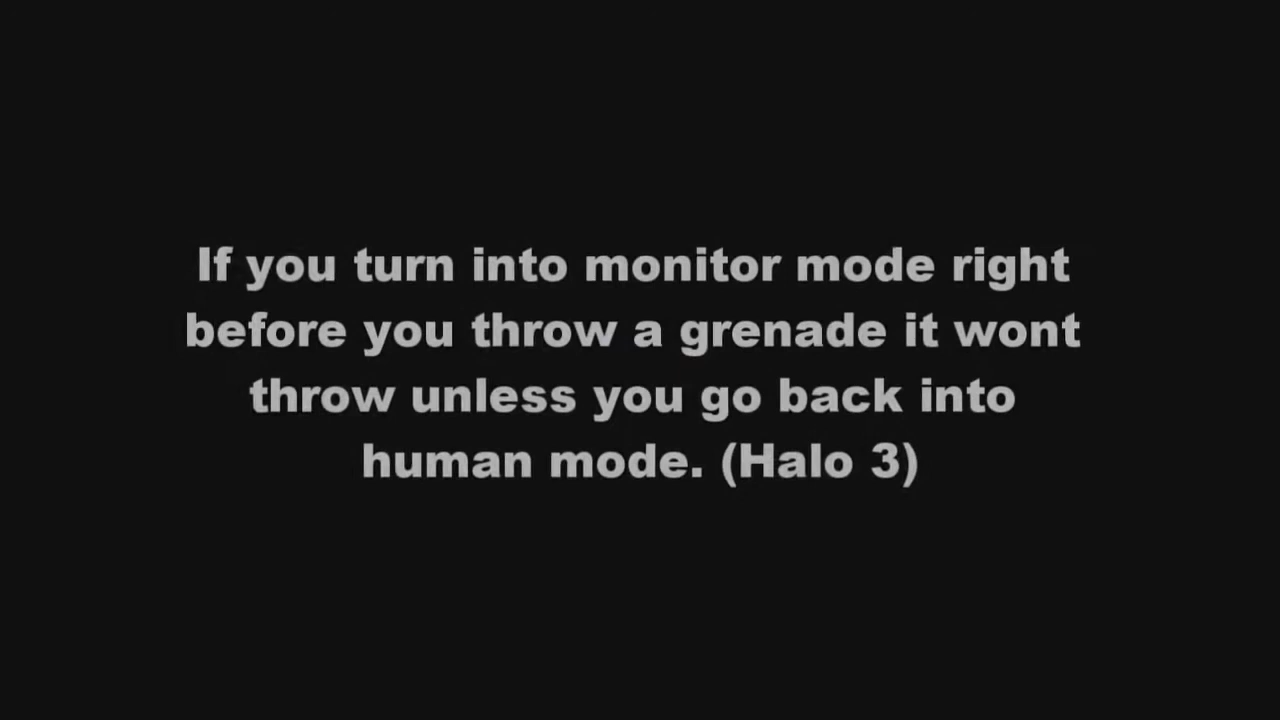 If you turn into monitor mode right
before you throw a grenade it wont
throw unless you go back into
human mode. (Halo 3)